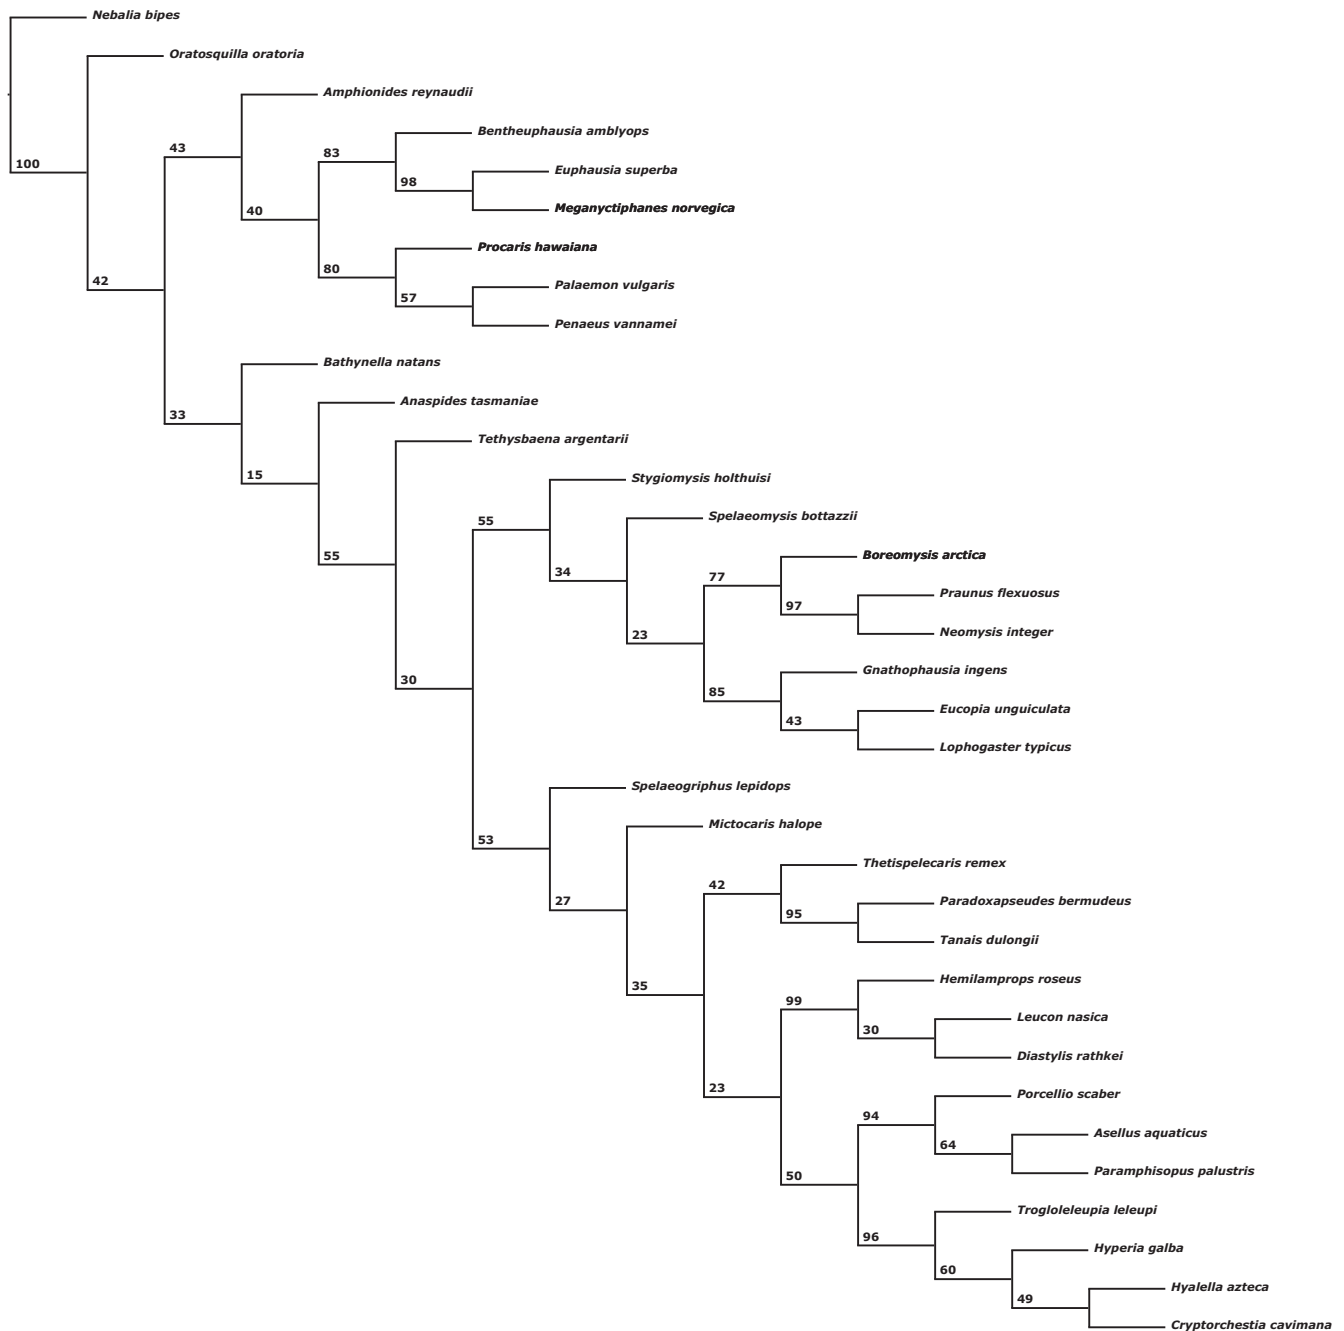 Nebalia bipes
Oratosquilla oratoria
Amphionides reynaudii
Bentheuphausia amblyops
43
83
100
Euphausia superba
98
Meganyctiphanes norvegica
40
Procaris hawaiana
80
42
Palaemon vulgaris
57
Penaeus vannamei
Bathynella natans
Anaspides tasmaniae
33
Tethysbaena argentarii
15
Stygiomysis holthuisi
Spelaeomysis bottazzii
55
55
Boreomysis arctica
34
77
Praunus flexuosus
97
Neomysis integer
23
Gnathophausia ingens
30
85
Eucopia unguiculata
43
Lophogaster typicus
Spelaeogriphus lepidops
Mictocaris halope
53
Thetispelecaris remex
42
27
Paradoxapseudes bermudeus
95
Tanais dulongii
Hemilamprops roseus
35
99
Leucon nasica
30
Diastylis rathkei
23
Porcellio scaber
94
Asellus aquaticus
64
Paramphisopus palustris
50
Trogloleleupia leleupi
96
Hyperia galba
60
Hyalella azteca
49
Cryptorchestia cavimana